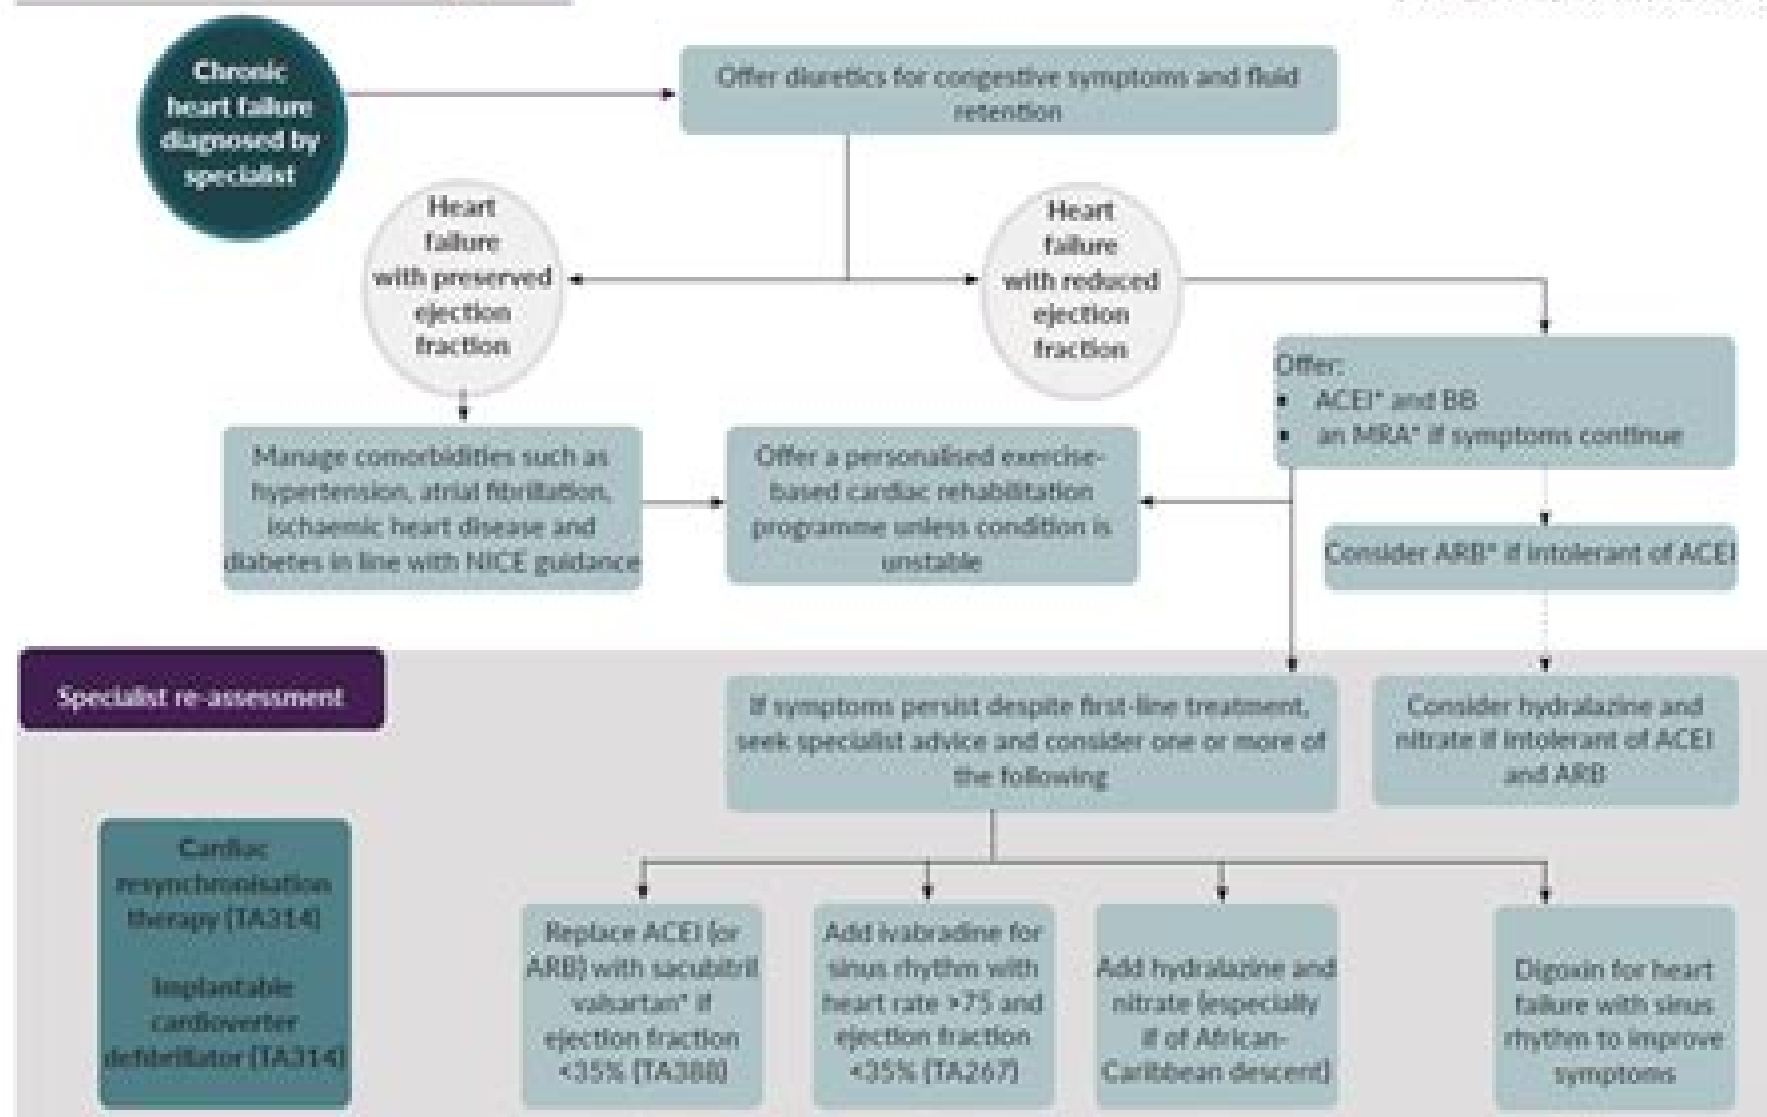 Chronic
heart failure
diagnosed by
specialist
Offer diuretics for congestive symptoms and fluid
retention
Heart
failure
with preserved
ejection
fraction
Heart
failure
with reduced
ejection
fraction
Offer:
• ACEI* and BB
• an MRA* if symptoms continue
Manage comorbidities such as
hypertension, atrial fibrillation,
ischaemic heart disease and
diabetes in line with NICE guidance
Offer a personalised exercise-
based cardiac rehabilitation
programme unless condition is
unstable
Consider ARB* if intolerant of ACEI
Specialist re-assessment
If symptoms persist despite first-line treatment,
seek specialist advice and consider one or more of
the following
Consider hydralazine and
nitrate if intolerant of ACEI
and ARB
Cardiac
resynchronisation
therapy (TA314)
Implantable
cardioverter
defibrillator (TA314)
Replace ACEI (or
ARB) with sacubitril
valsartan* if
ejection fraction
<35% (TA388)
Add ivabradine for
sinus rhythm with
heart rate >75 and
ejection fraction
<35% (TA267)
Add hydralazine and
nitrate (especially
if of African-
Caribbean descent)
Digoxin for heart
failure with sinus
rhythm to improve
symptoms